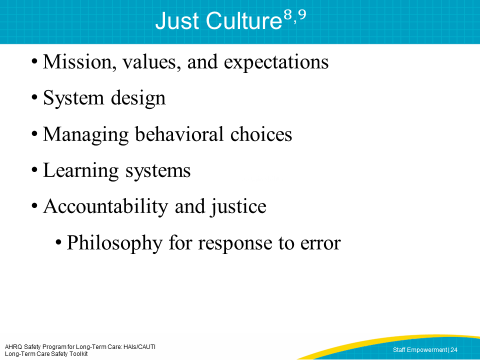 Just Culture⁸,⁹
• Mission, values, and expectations
• System design
• Managing behavioral choices
• Learning systems
• Accountability and justice
• Philosophy for response to error
AHRQ Safety Program for Long-Term Care: HAIs/CAUTI
Long-Term Care Safety Toolkit
Staff Empowerment| 24